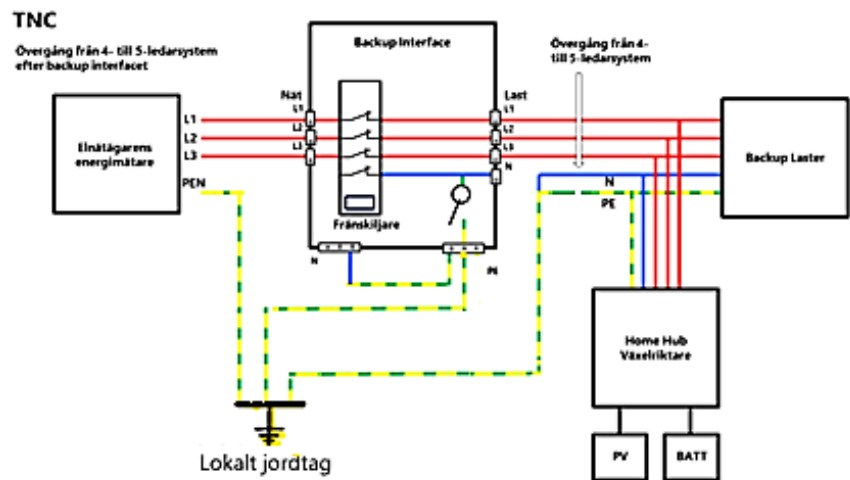 TNC
Övergång från 4- till 5-ledarsystem
efter backup interfacet
Backup Interface
Övergång från 4-
till 5-ledarsystem
Nät
Last
L1
L2
L3
L1
L2
L3
N
Elnätägarens
energimätare
L1
L2
L3
PEN
Backup Laster
N
PE
Frånskiljare
N
PE
Home Hub
Växelriktare
PV
BATT
Lokalt jordtag